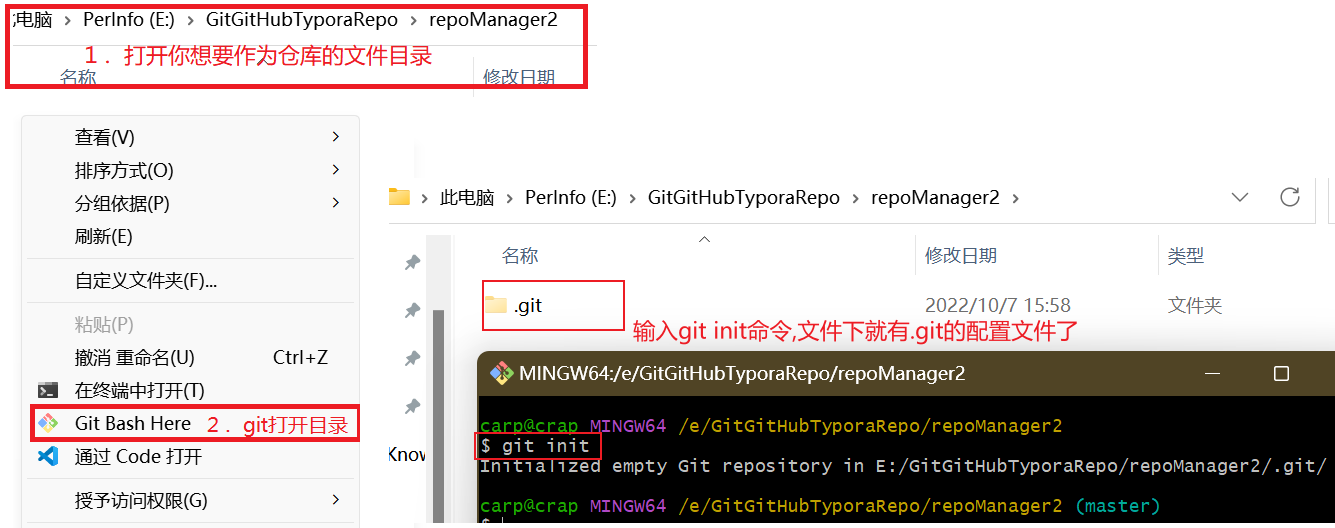 此电脑 > PerInfo (E:) > GitGitHubTyporaRepo > repoManager2
1．打开你想要作为仓库的文件目录
名称 修改日期
查看(V)
排序方式(O)
分组依据(P)
刷新(E)
自定义文件夹(F)...
粘贴(P)
撤消 重命名(U) Ctrl+Z
在终端中打开(T)
Git Bash Here 2．git打开目录
通过 Code 打开
授予访问权限(G)
此电脑 > PerInfo (E:) > GitGitHubTyporaRepo > repoManager2 >
名称 修改日期 类型
.git 2022/10/7 15:58 文件夹
输入git init命令,文件下就有.git的配置文件了
Know
MINGW64:/e/GitGitHubTyporaRepo/repoManager2
carp@crap MINGW64 /e/GitGitHubTyporaRepo/repoManager2
$ git init
Initialized empty Git repository in E:/GitGitHubTyporaRepo/repoManager2/.git/
carp@crap MINGW64 /e/GitGitHubTyporaRepo/repoManager2 (master)
$